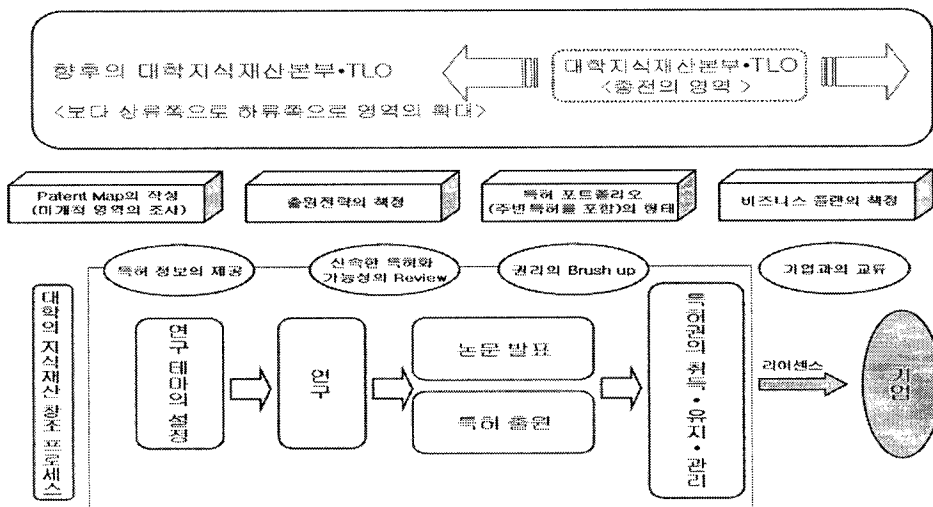 향후의 대학지식재산본부•TLO
<보다 상류쪽으로 하류쪽으로 영역의 확대>
대학지식재산본부•TLO
<종전의 영역 >
Patent Map의 작성
(미개척 영역의 조사)
출원전략의 책정
특허 포트폴리오
(주변특허를 포함)의 형태
비즈니스 플랜의 책정
특허 정보의 제공
신속한 특허화
가능성의 Review
권리의 Brush up
기업과의 교류
대학의 지식재산 창조 프로세스
연구 테마의 설정
연구
논문 발표
특허 출원
특허권의 취득•유지•관리
리이센스
기업